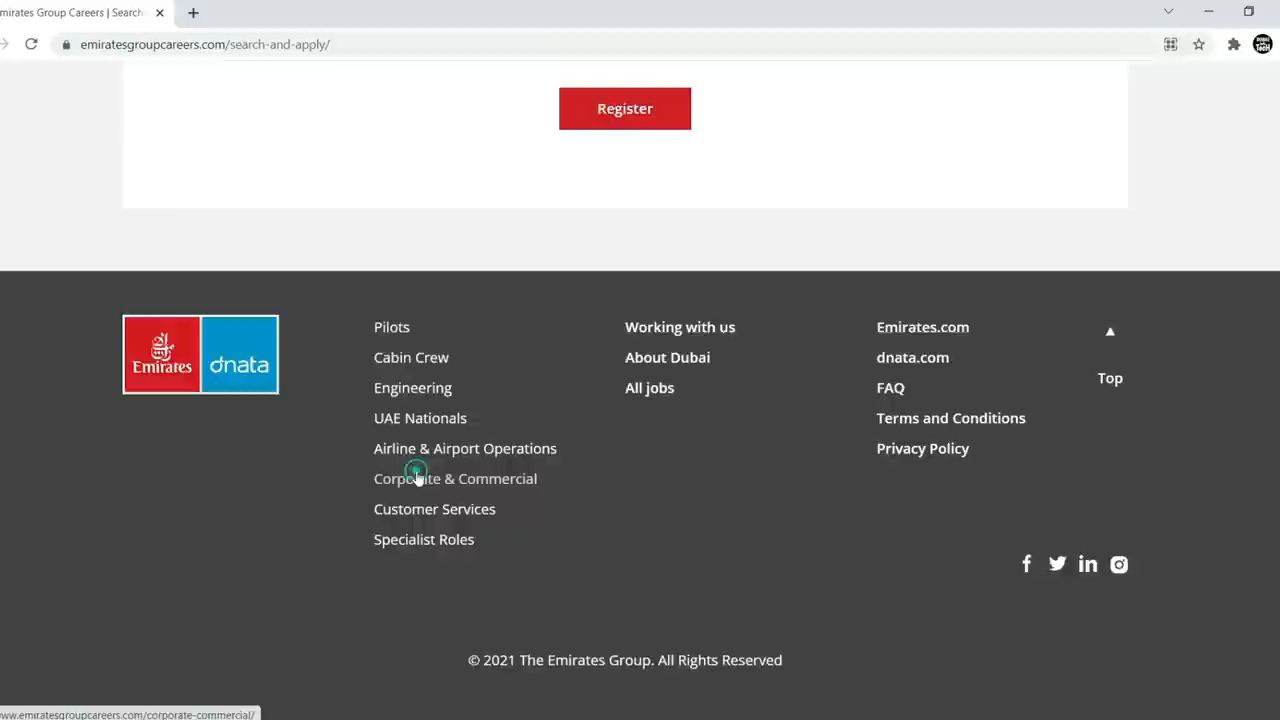 mirates Group Careers | Search
emiratesgroupcareers.com/search-and-apply/
Register
Emirates
dnata
Pilots
Cabin Crew
Engineering
UAE Nationals
Airline & Airport Operations
Corporate & Commercial
Customer Services
Specialist Roles
Working with us
About Dubai
All jobs
Emirates.com
dnata.com
FAQ
Terms and Conditions
Privacy Policy
Top
© 2021 The Emirates Group. All Rights Reserved
www.emiratesgroupcareers.com/corporate-commercial/